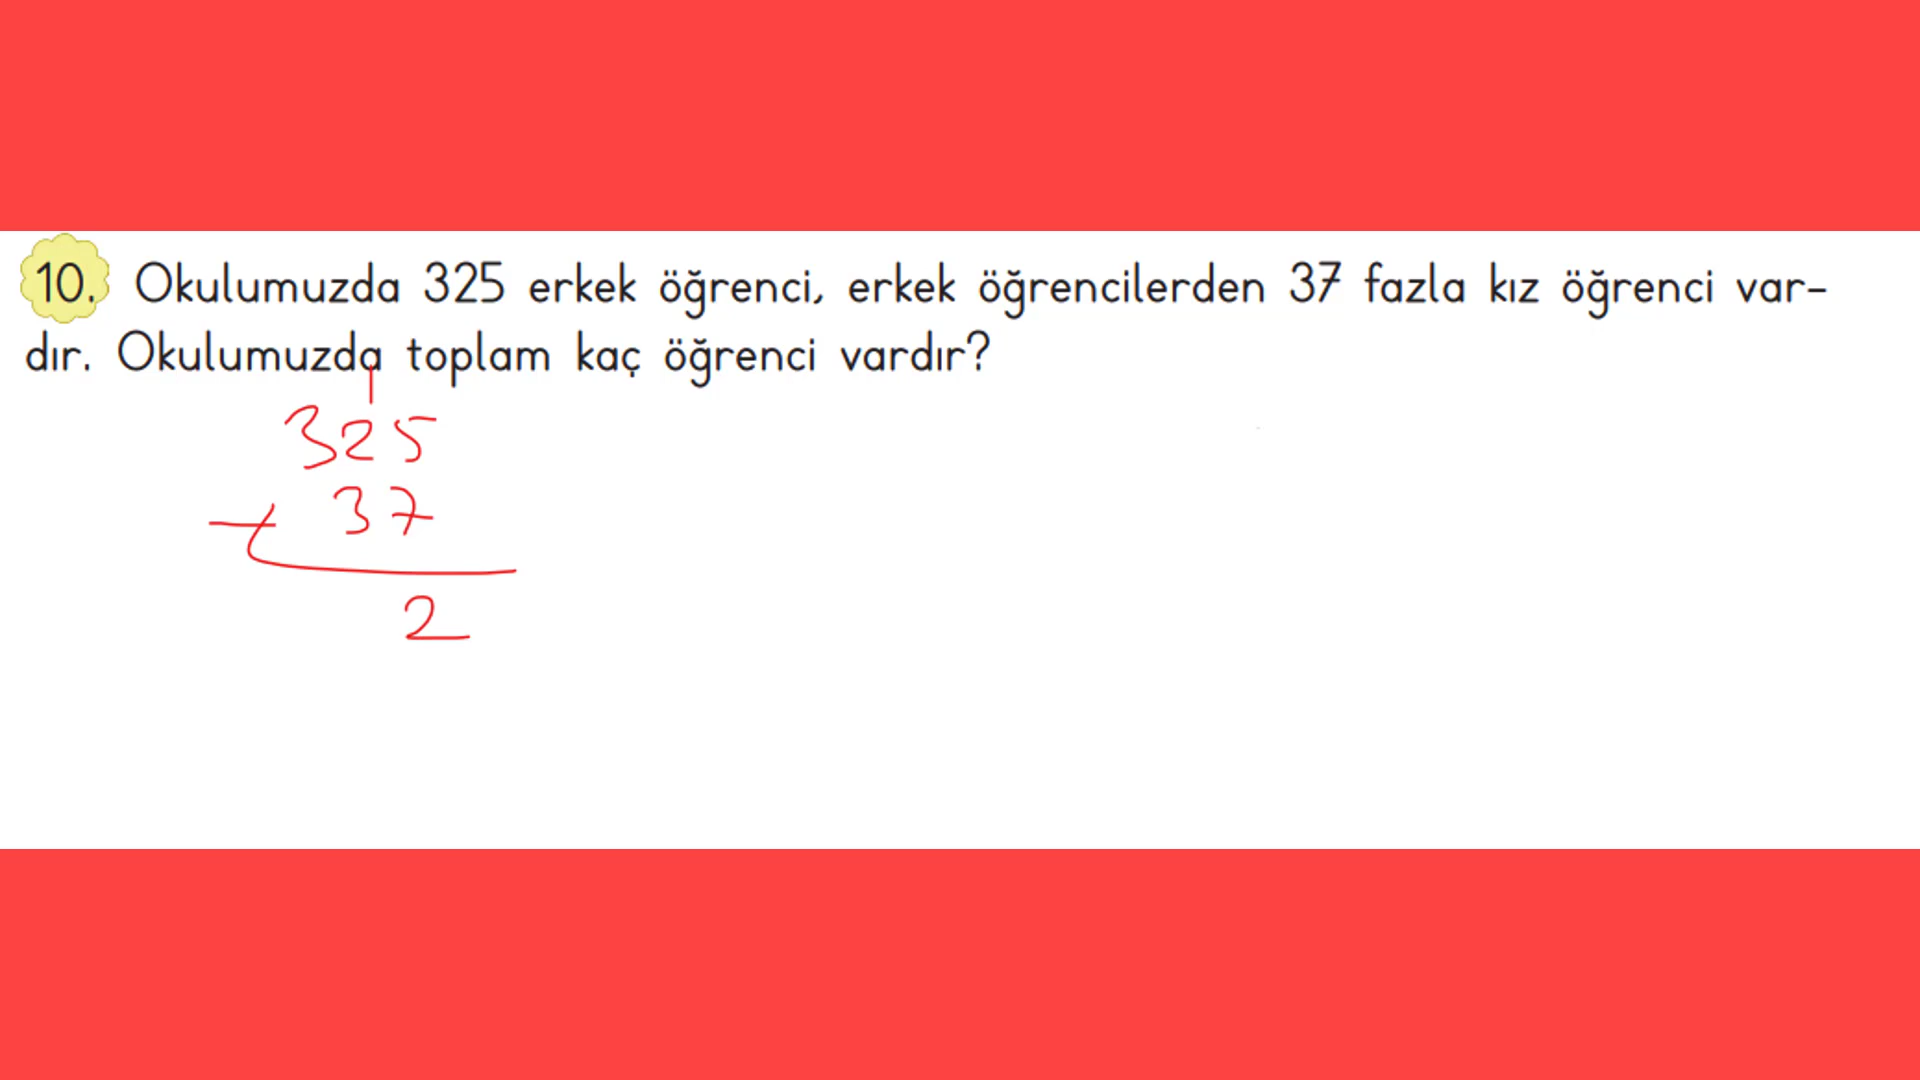 10. Okulumuzda 325 erkek öğrenci, erkek öğrencilerden 37 fazla kız öğrenci var-
dır. Okulumuzda toplam kaç öğrenci vardır?
1
325
+ 37
2